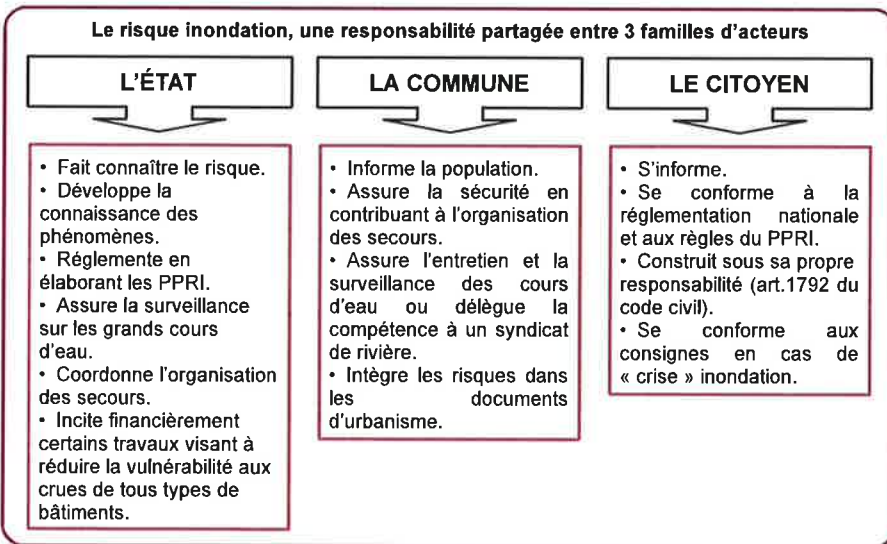 Le risque inondation, une responsabilité partagée entre 3 familles d'acteurs
L'ÉTAT
• Fait connaître le risque.
• Développe la
connaissance des
phénomènes.
• Réglemente en
élaborant les PPRI.
• Assure la surveillance
sur les grands cours
d'eau.
• Coordonne l'organisation
des secours.
• Incite financièrement
certains travaux visant à
réduire la vulnérabilité aux
crues de tous types de
bâtiments.
LA COMMUNE
• Informe la population.
• Assure la sécurité en
contribuant à l'organisation
des secours.
• Assure l'entretien et la
surveillance des cours
d'eau ou délègue la
compétence à un syndicat
de rivière.
• Intègre les risques dans
les documents
d'urbanisme.
LE CITOYEN
• S'informe.
• Se conforme à la
réglementation nationale
et aux règles du PPRI.
• Construit sous sa propre
responsabilité (art.1792 du
code civil).
• Se conforme aux
consignes en cas de
« crise » inondation.